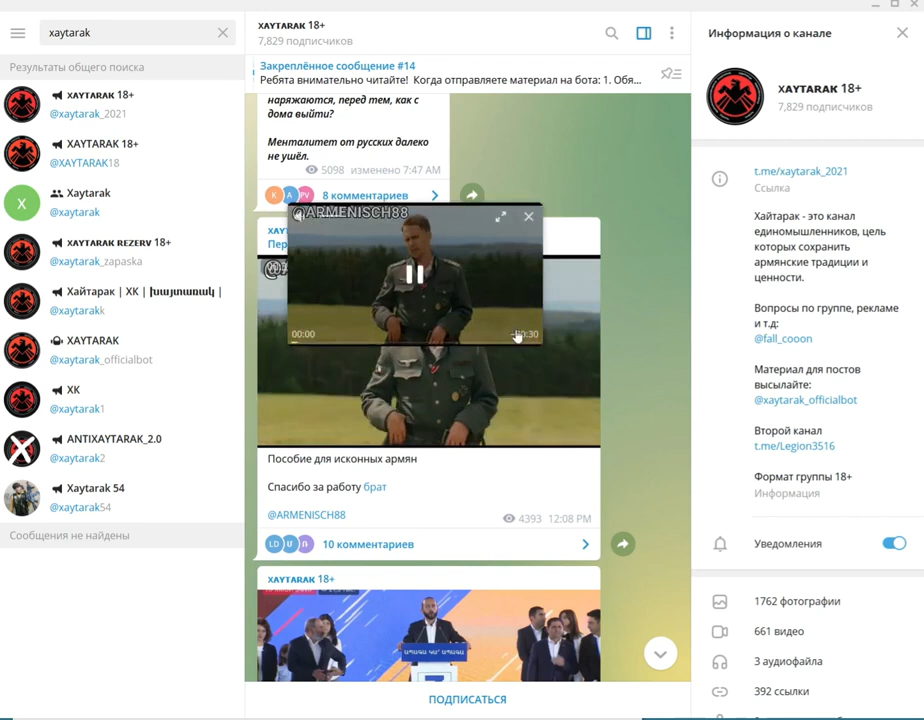 xaytarak
Результаты общего поиска
XAYTARAK 18+
@xaytarak_2021
XAYTARAK 18+
@XAYTARAK18
Xaytarak
@xaytarak
XAYTARAK REZERV 18+
@xaytarak_zapaska
Хайтарак | ХК | խայտառակ |
@xaytarakk
XAYTARAK
@xaytarak_officialbot
ХК
@xaytarak1
ANTIXAYTARAK_2.0
@xaytarak2
Xaytarak 54
@xaytarak54
Сообщения не найдены
XAYTARAK 18+
7,829 подписчиков
Закреплённое сообщение #14
Ребята внимательно читайте! Когда отправляете материал на бота: 1. Обя...
наряжаются, перед тем, как с
дома выйти?
Менталитет от русских далеко
не ушёл.
5098 изменено 7:47 AM
K A PV 8 комментариев
@ARMENISCH88
00:00
Пособие для исконных армян
Спасибо за работу брат
@ARMENISCH88
4393 12:08 PM
LD 10 комментариев
XAYTARAK 18+
ԱՊԱԳԱ ԿԱ
ПОДПИСАТЬСЯ
Информация о канале
XAYTARAK 18+
7,829 подписчиков
t.me/xaytarak_2021
Ссылка
Хайтарак - это канал
единомышленников, цель
которых сохранить
армянские традиции и
ценности.
Вопросы по группе, рекламе
и т.д:
@fall_cooon
Материал для постов
высылайте:
@xaytarak_officialbot
Второй канал
t.me/Legion3516
Формат группы 18+
Информация
Уведомления
1762 фотографии
661 видео
3 аудиофайла
392 ссылки